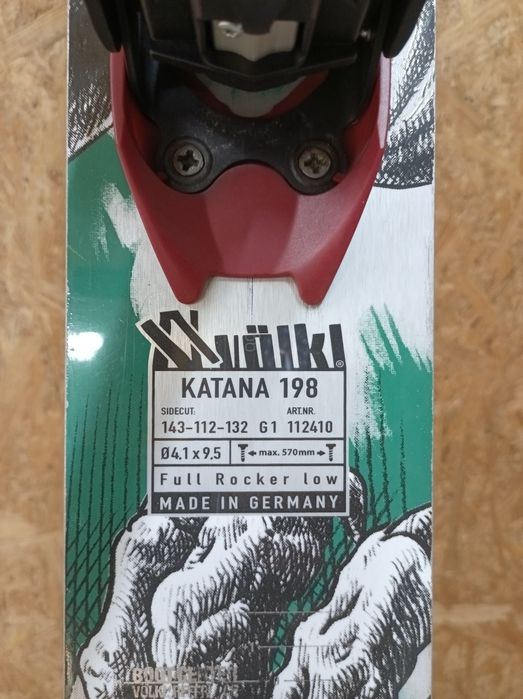 völkl®
KATANA 198
SIDECUT: ART.NR.
143-112-132 G1 112410
Ø4.1 x 9,5 max. 570mm
Full Rocker low
MADE IN GERMANY